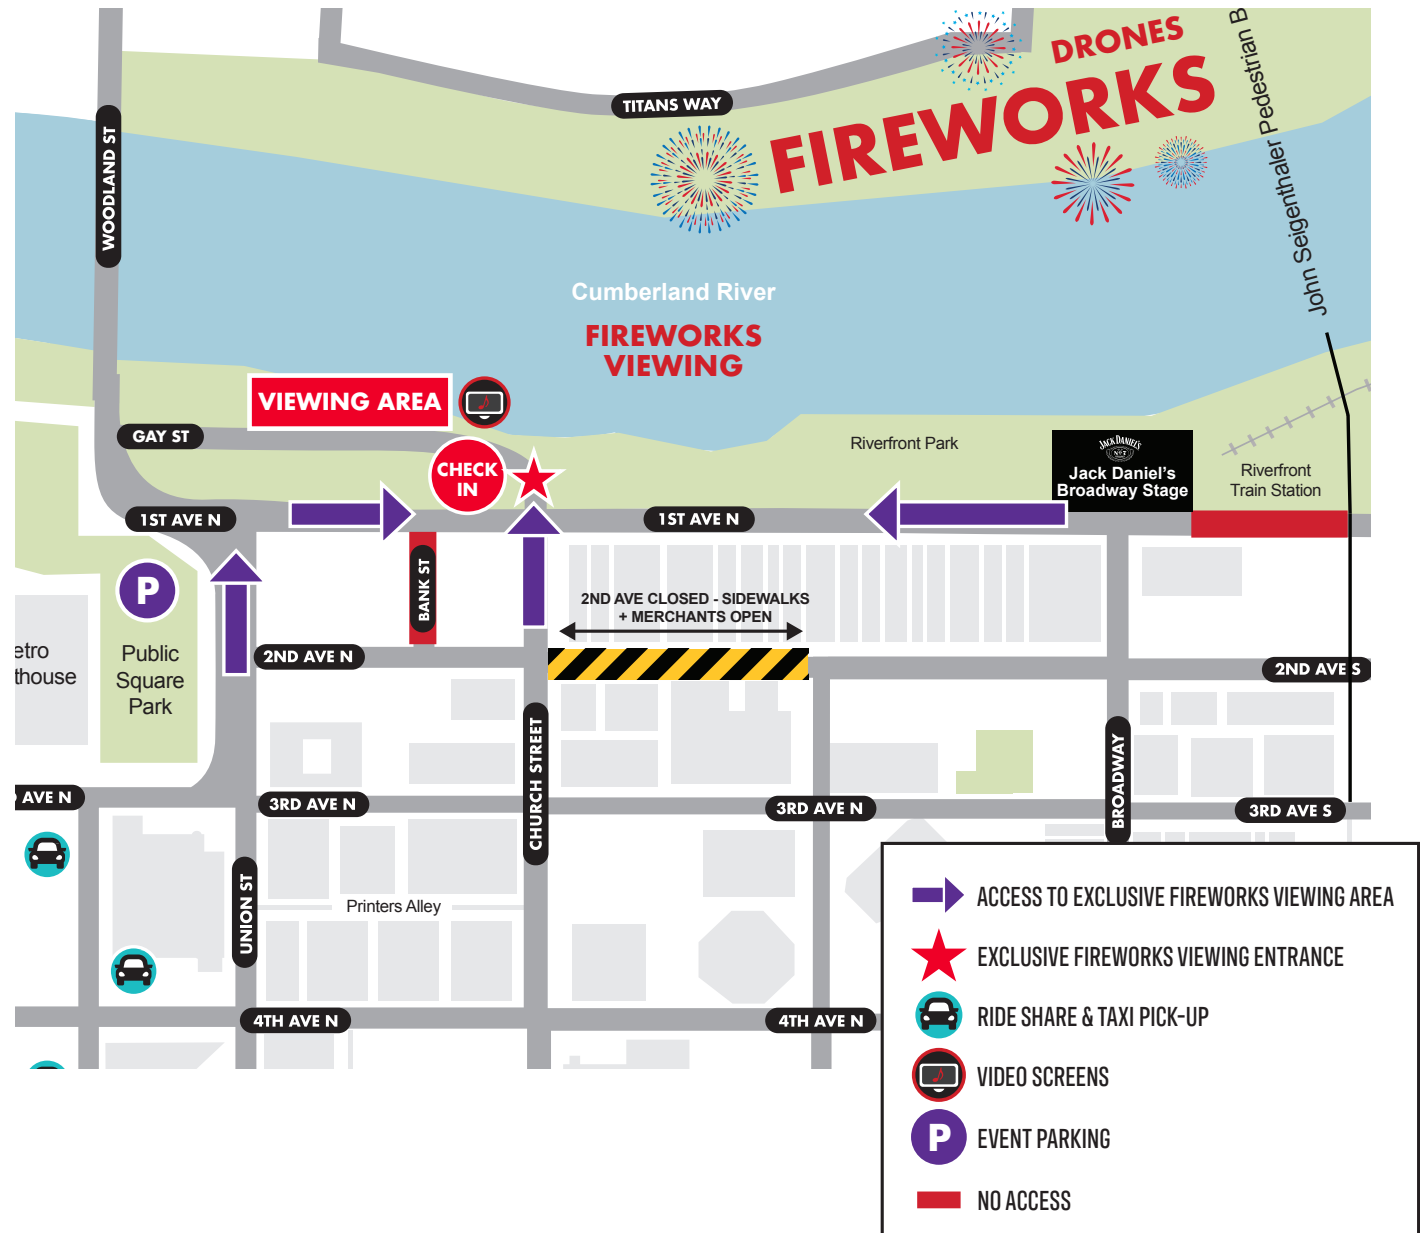 DRONES
FIREWORKS
TITANS WAY
WOODLAND ST
John Seigenthaler Pedestrian B
Cumberland River
FIREWORKS
VIEWING
VIEWING AREA
GAY ST
CHECK
IN
Riverfront Park
JACK DANIEL'S
Jack Daniel's
Broadway Stage
Riverfront
Train Station
1ST AVE N
1ST AVE N
BANK ST
P
2ND AVE CLOSED - SIDEWALKS
+ MERCHANTS OPEN
etro
thouse
Public
Square
Park
2ND AVE N
2ND AVE S
CHURCH STREET
BROADWAY
AVE N
3RD AVE N
3RD AVE N
3RD AVE S
UNION ST
Printers Alley
4TH AVE N
4TH AVE N
ACCESS TO EXCLUSIVE FIREWORKS VIEWING AREA
EXCLUSIVE FIREWORKS VIEWING ENTRANCE
RIDE SHARE & TAXI PICK-UP
VIDEO SCREENS
P EVENT PARKING
NO ACCESS